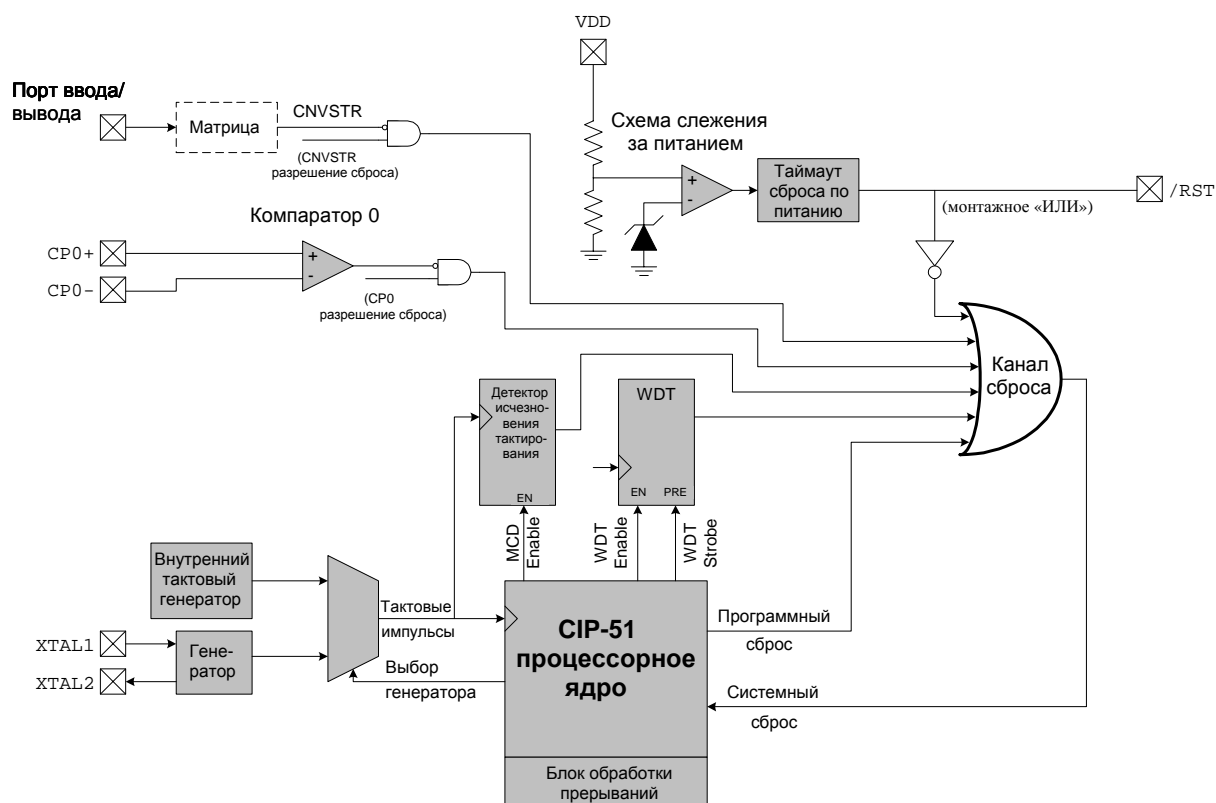 VDD
Порт ввода/
вывода
Матрица
CNVSTR
(CNVSTR
разрешение сброса)
Схема слежения
за питанием
+
-
Таймаут
сброса по
питанию
/RST
(монтажное «ИЛИ»)
Компаратор 0
CP0+
CP0-
+
-
(CP0
разрешение сброса)
Канал
сброса
Детектор
исчезно-
вения
тактиро-
вания
EN
WDT
EN
PRE
MCD
Enable
WDT
Enable
WDT
Strobe
Внутренний
тактовый
генератор
XTAL1
XTAL2
Гене-
ратор
Тактовые
импульсы
Выбор
генератора
CIP-51
процессорное
ядро
Программный
сброс
Системный
сброс
Блок обработки
прерываний